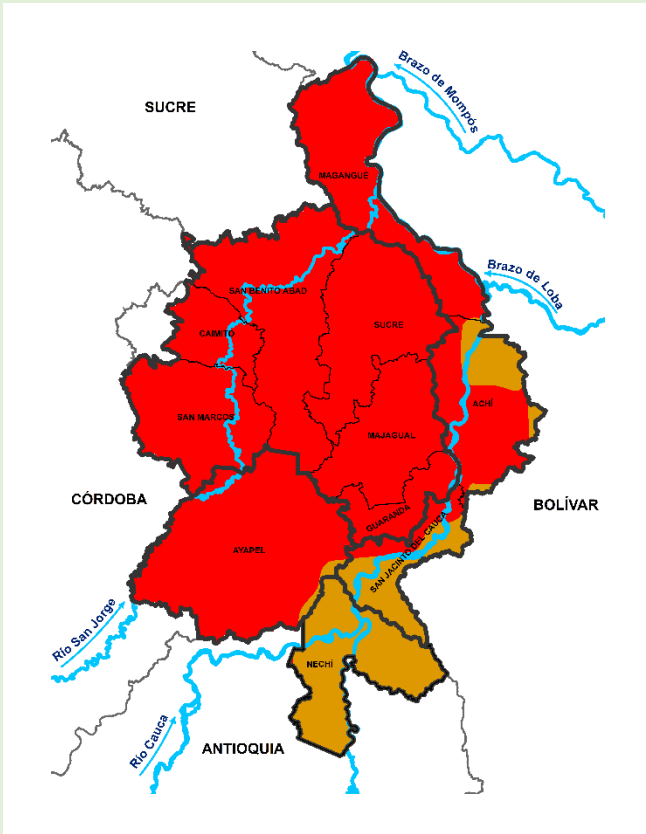 Brazo de Mompós
SUCRE
MAGANGUÉ
Brazo de Loba
SAN BENITO ABAD
SUCRE
CAIMITO
ACHÍ
SAN MARCOS
MAJAGUAL
CÓRDOBA
BOLÍVAR
GUARANDA
AYAPEL
SAN JACINTO DEL CAUCA
Río San Jorge
NECHÍ
Río Cauca
ANTIOQUIA